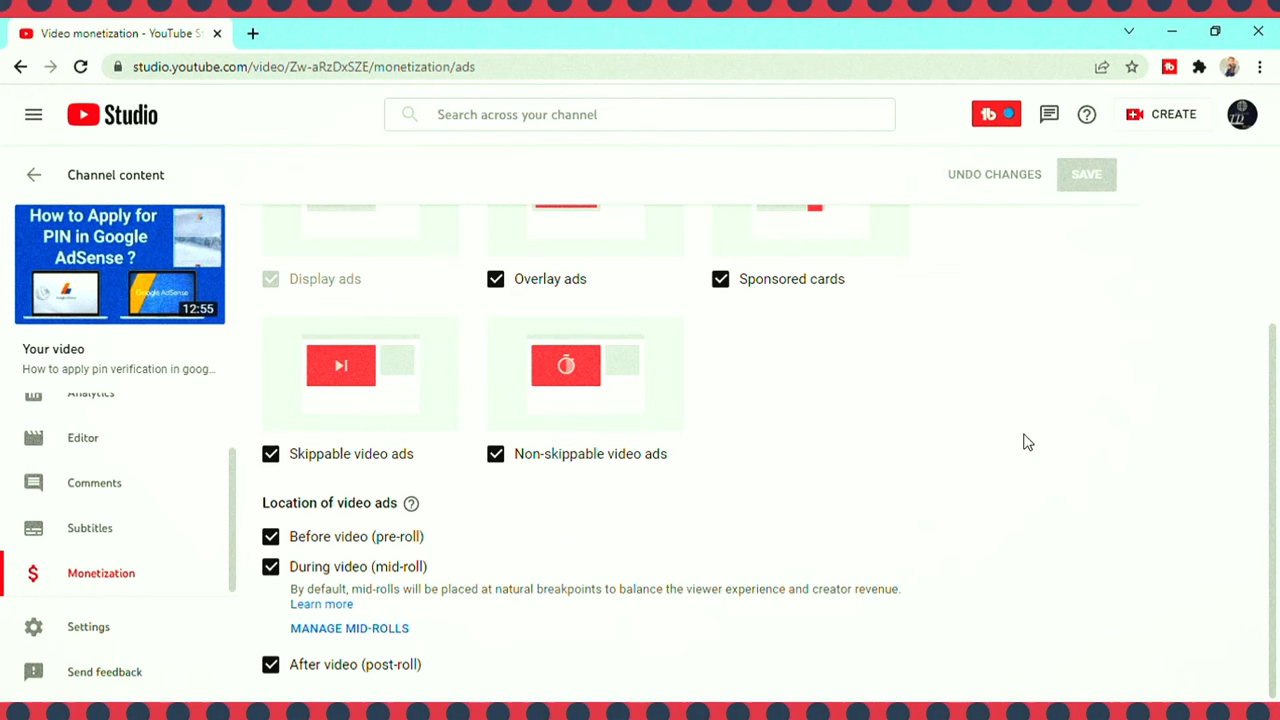 Video monetization - YouTube S
studio.youtube.com/video/Zw-aRzDxSZE/monetization/ads
Studio
Search across your channel
tb
CREATE
Channel content
UNDO CHANGES
SAVE
How to Apply for
PIN in Google
AdSense ?
Google AdSense
12:55
Your video
How to apply pin verification in goog...
Analytics
Editor
Comments
Subtitles
Monetization
Settings
Send feedback
Display ads
Overlay ads
Sponsored cards
Skippable video ads
Non-skippable video ads
Location of video ads
Before video (pre-roll)
During video (mid-roll)
By default, mid-rolls will be placed at natural breakpoints to balance the viewer experience and creator revenue.
Learn more
MANAGE MID-ROLLS
After video (post-roll)